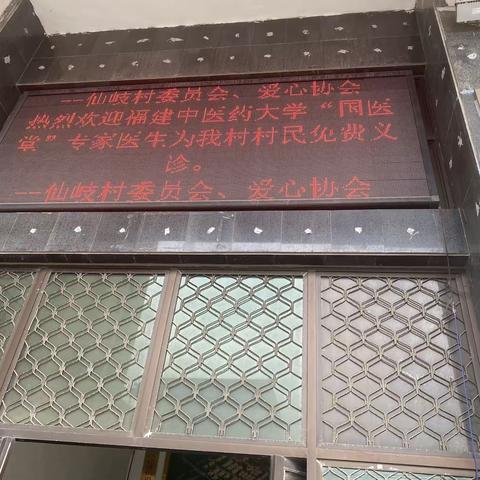 --仙岐村委员会、爱心协会
热烈欢迎福建中医药大学“国医
堂”专家医生为我村村民免费义
诊。
--仙岐村委员会、爱心协会